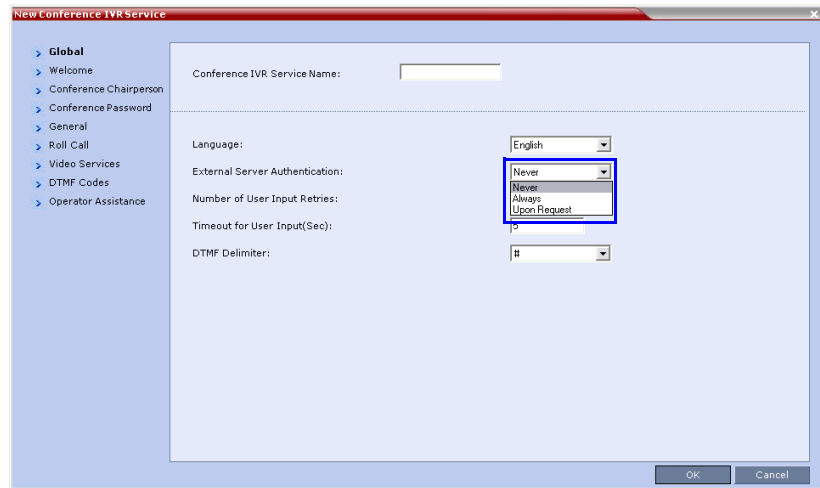 New Conference IVR Service
x
Global
Welcome
Conference Chairperson
Conference Password
General
Roll Call
Video Services
DTMF Codes
Operator Assistance
Conference IVR Service Name:
Language: English
External Server Authentication: Never
Never
Always
Upon Request
Number of User Input Retries:
Timeout for User Input(Sec): 5
DTMF Delimiter: #
OK Cancel